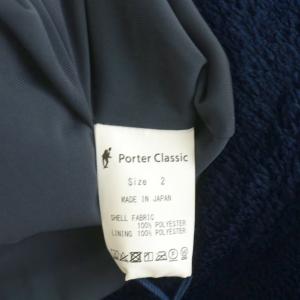 Porter Classic
Size 2
MADE IN JAPAN
SHELL FABRIC
100% POLYESTER
LINING 100% POLYESTER